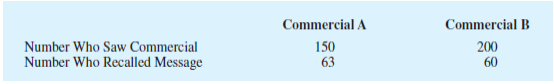 Commercial A Commercial B
Number Who Saw Commercial 150 200
Number Who Recalled Message 63 60